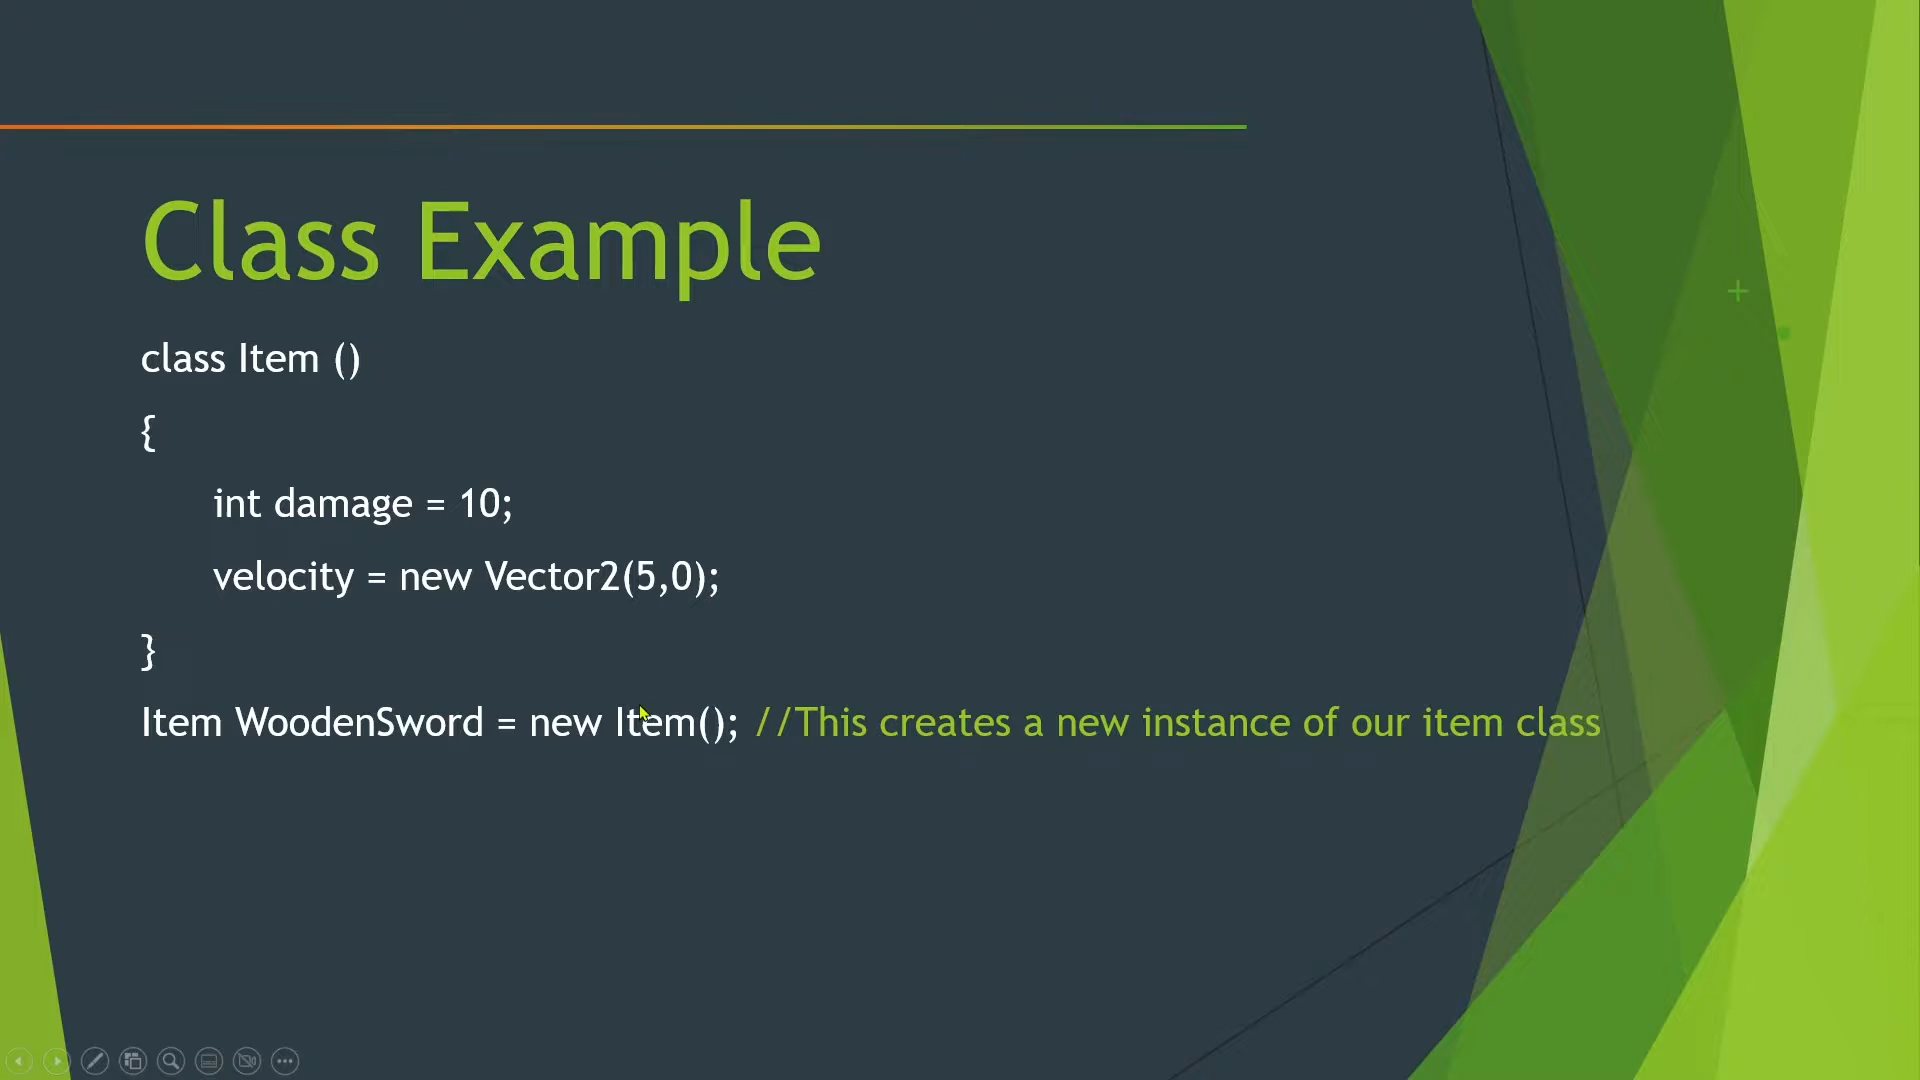 Class Example
class Item ()
{
int damage = 10;
velocity = new Vector2(5,0);
}
Item WoodenSword = new Item(); //This creates a new instance of our item class